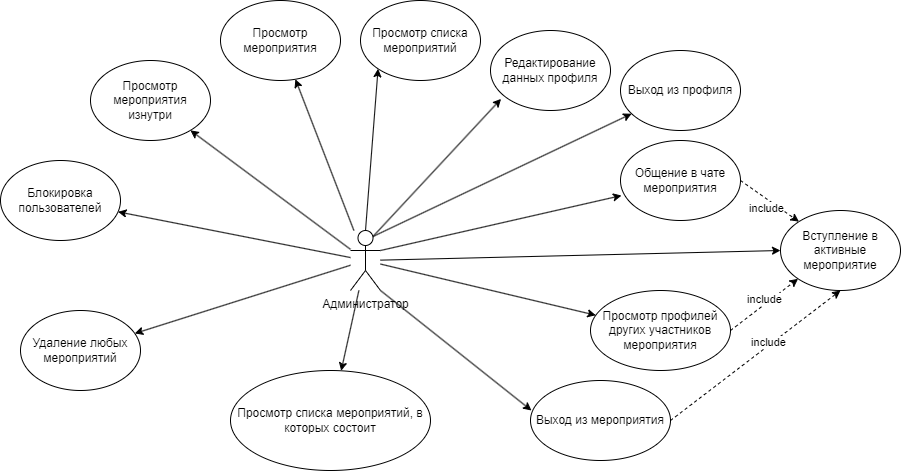 Просмотр
мероприятия
Просмотр списка
мероприятий
Редактирование
данных профиля
Выход из профиля
Просмотр
мероприятия
изнутри
Общение в чате
мероприятия
Блокировка
пользователей
include
Вступление в
активные
мероприятие
Администратор
include
Просмотр профилей
других участников
мероприятия
include
Удаление любых
мероприятий
Просмотр списка мероприятий, в
которых состоит
Выход из мероприятия